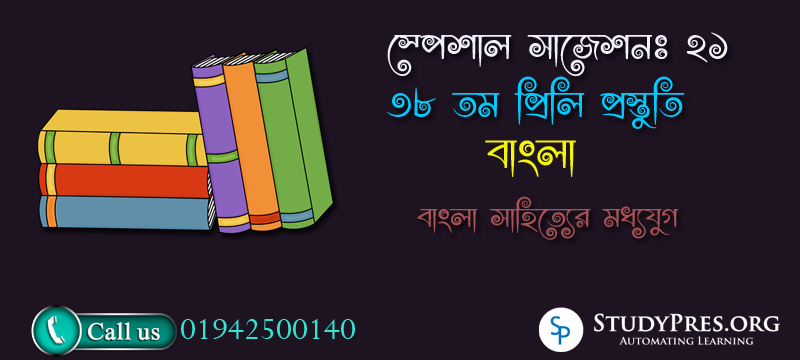 স্পেশাল সাজেশনঃ ২১
৩৮ তম প্রিলি প্রস্তুতি
বাংলা
বাংলা সাহিত্যের মধ্যযুগ
Call us 01942500140
SP STUDYPRES.ORG
AUTOMATING LEARNING